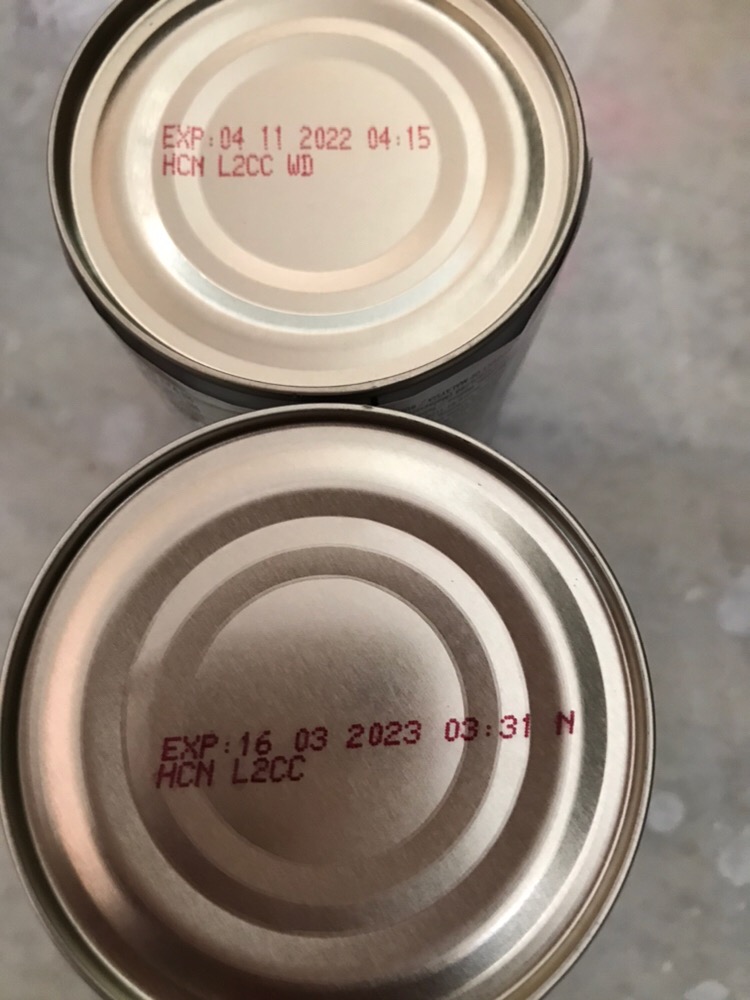 EXP:04 11 2022 04:15
HCN L2CC WD
EXP:16 03 2023 03:31 N
HCN L2CC